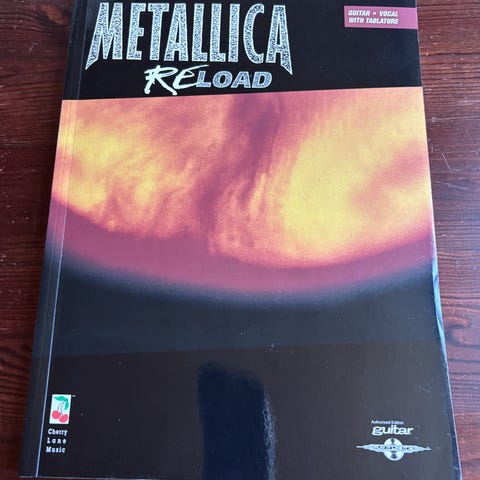 METALLICA
RELOAD
GUITAR • VOCAL
WITH TABLATURE
Cherry
Lane
Music
Authorized Edition
guitar